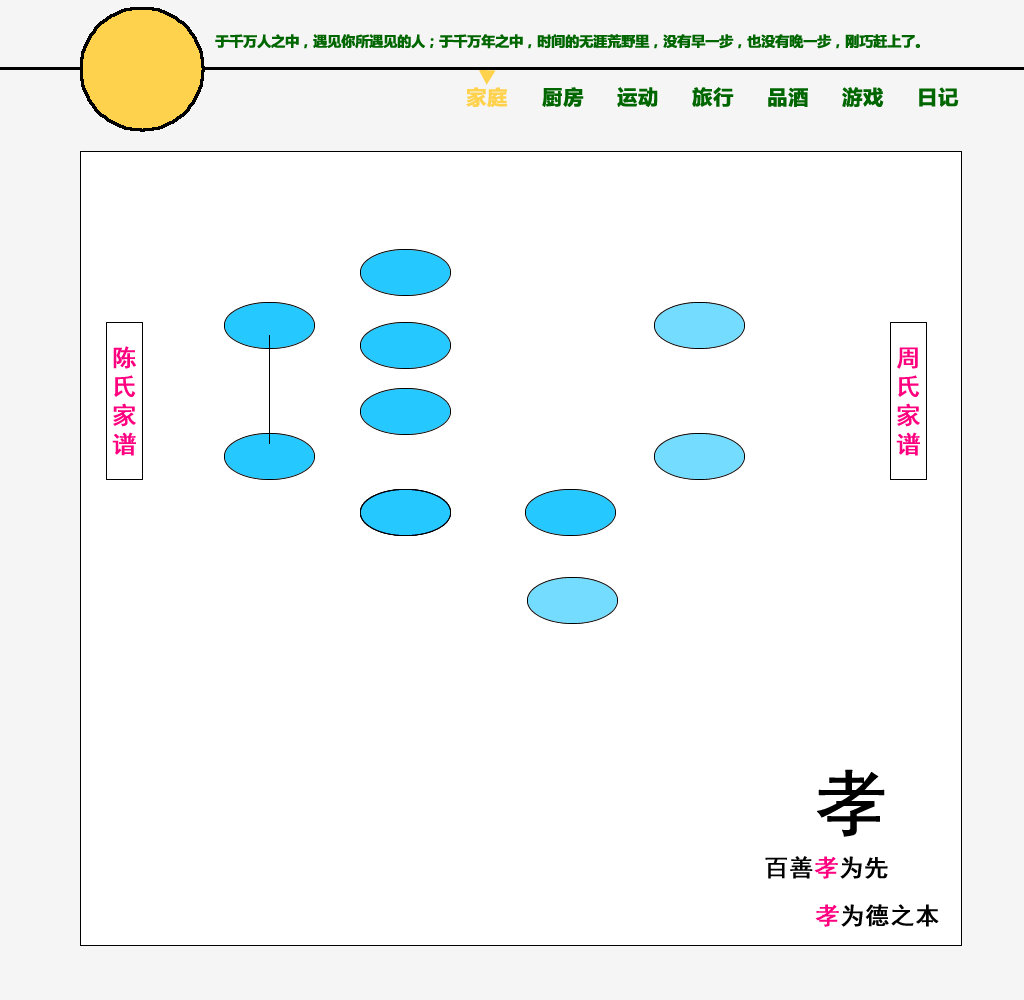 于千万人之中，遇见你所遇见的人；于千万年之中，时间的无涯荒野里，没有早一步，也没有晚一步，刚巧赶上了。
家庭 厨房 运动 旅行 品酒 游戏 日记
陈氏家谱
周氏家谱
孝
百善孝为先
孝为德之本